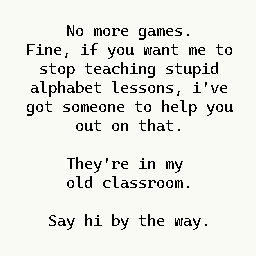 No more games.
Fine, if you want me to
stop teaching stupid
alphabet lessons, i've
got someone to help you
out on that.
They're in my
old classroom.
Say hi by the way.